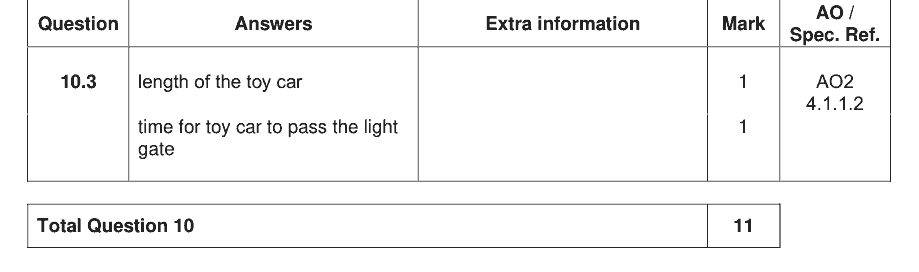 Question Answers Extra information Mark AO /
Spec. Ref.
10.3 length of the toy car 1 AO2
4.1.1.2
time for toy car to pass the light 1
gate
Total Question 10 11